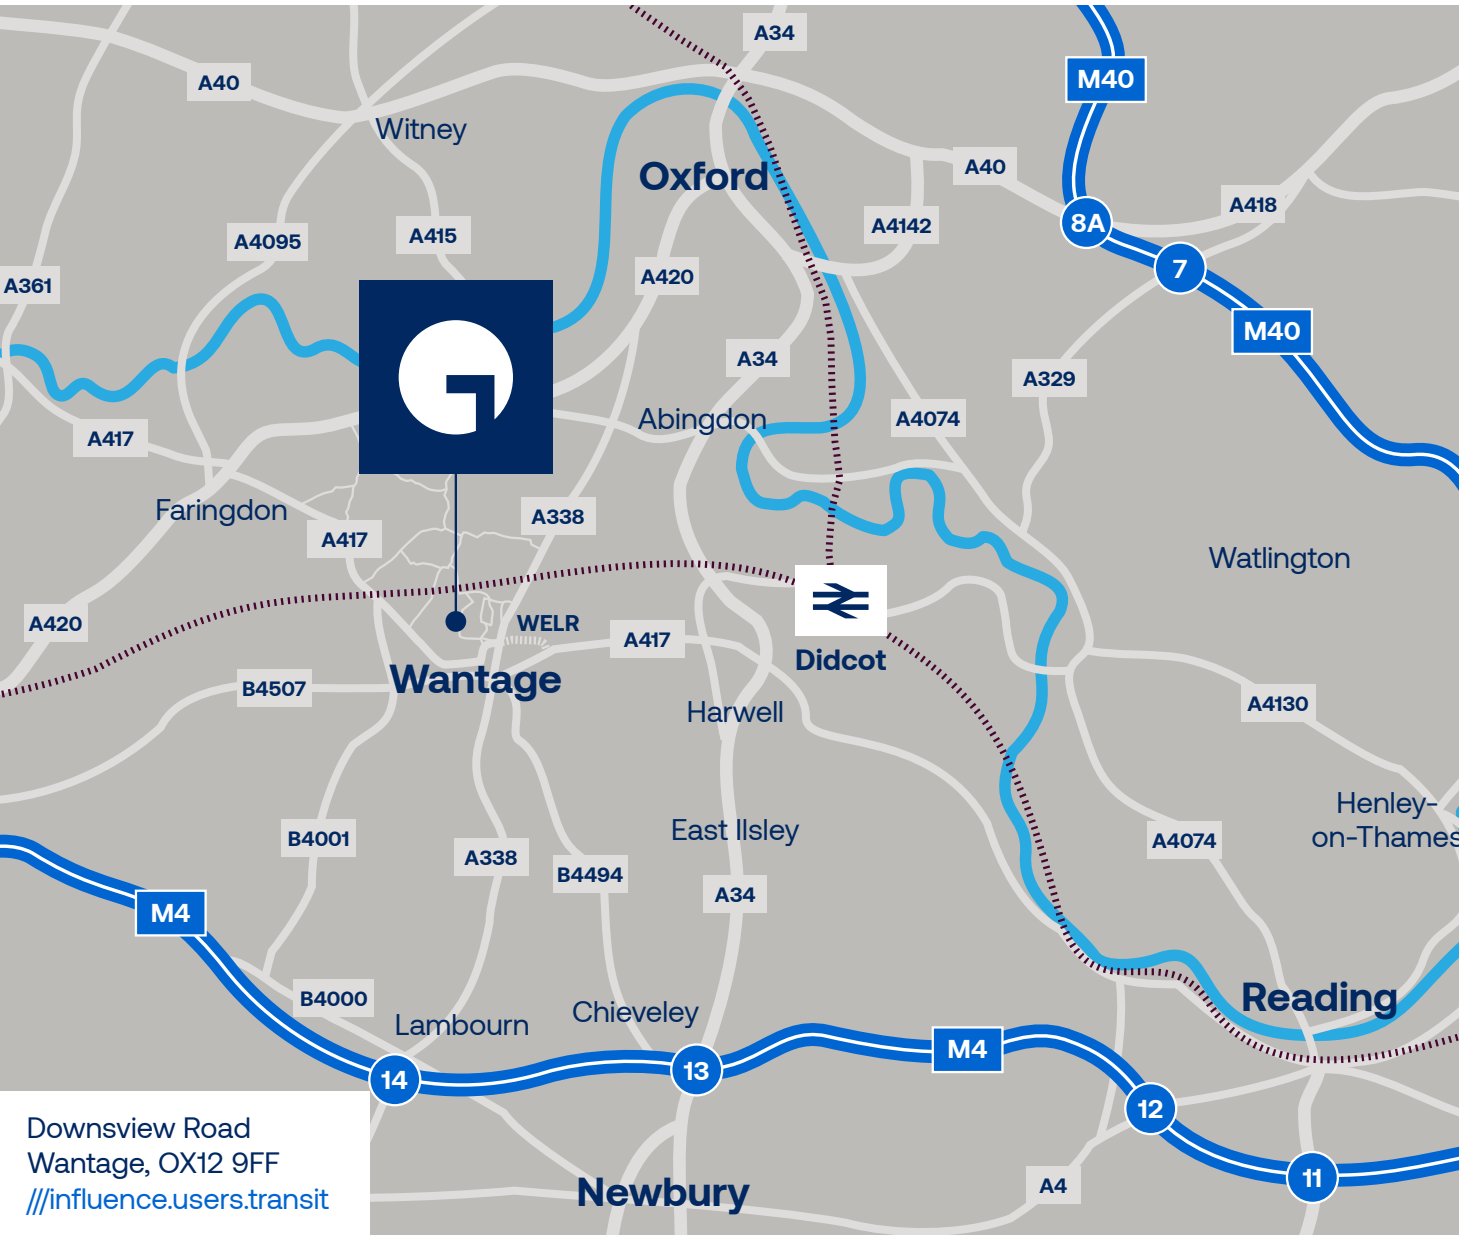 A34
M40
A40
Witney
A40
Oxford
A418
A4142
8A
A4095
A415
7
A420
A361
M40
A34
A329
Abingdon
A4074
A417
Faringdon
A338
A417
Watlington
A420
WELR
A417
Didcot
Wantage
B4507
A4130
Harwell
Henley-
on-Thames
East Ilsley
B4001
A338
A4074
B4494
A34
M4
B4000
Reading
Chieveley
Lambourn
M4
13
14
12
Downsview Road
Wantage, OX12 9FF
///influence.users.transit
11
A4
Newbury